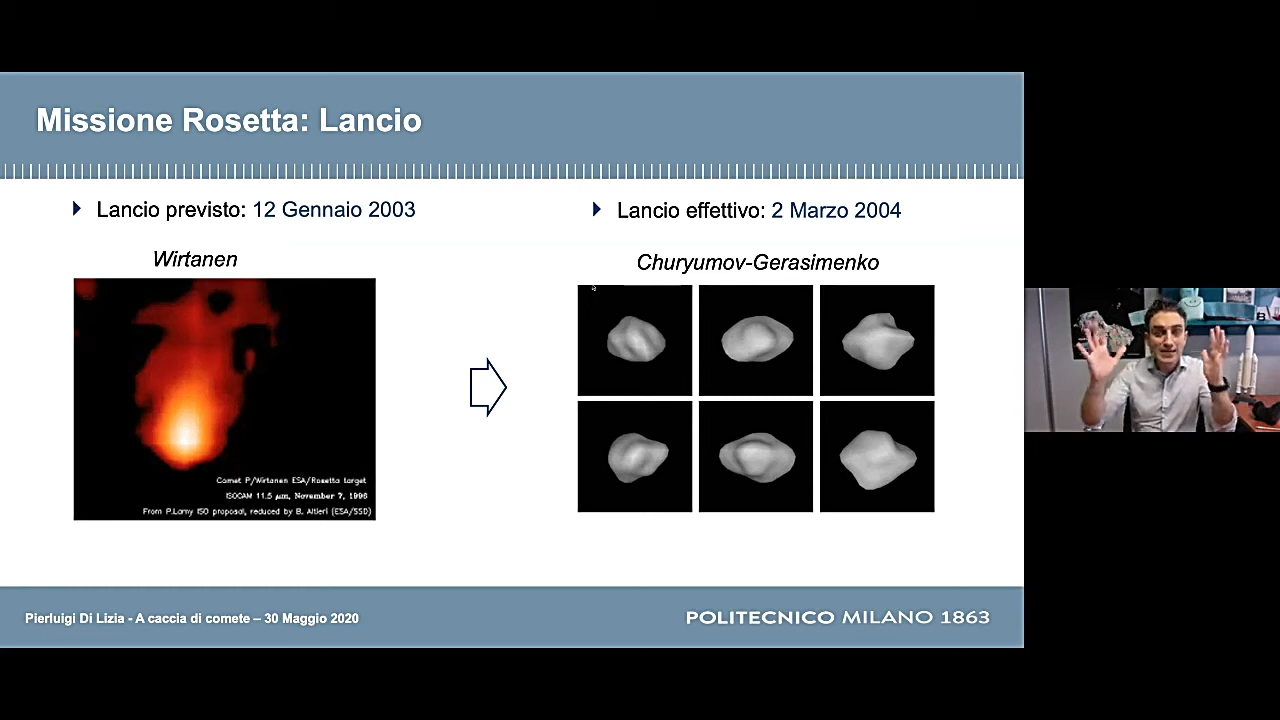 Missione Rosetta: Lancio
Lancio previsto: 12 Gennaio 2003
Lancio effettivo: 2 Marzo 2004
Wirtanen
Churyumov-Gerasimenko
Comet P/Wirtanen ESA/Rosetta target
ISOCAM 11.5 μm, November 7, 1996
From P.Lamy ISO proposal, reduced by B. Altieri (ESA/SSD)
Pierluigi Di Lizia - A caccia di comete – 30 Maggio 2020
POLITECNICO MILANO 1863